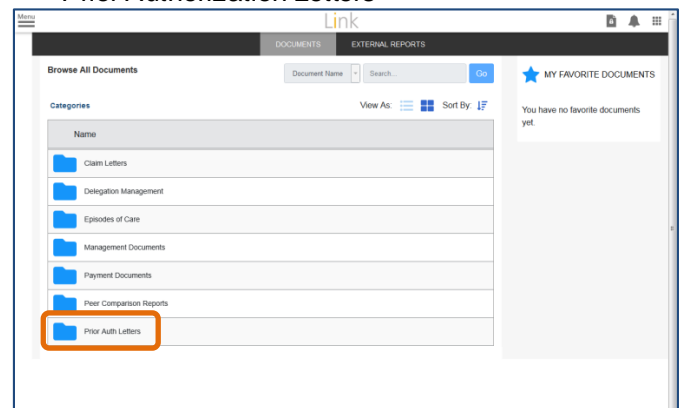 Prior Authorization Letters
Menu
Link
DOCUMENTS EXTERNAL REPORTS
Browse All Documents
Document Name Search... Go
MY FAVORITE DOCUMENTS
Categories
View As: Sort By:
You have no favorite documents
yet.
Name
Claim Letters
Delegation Management
Episodes of Care
Management Documents
Payment Documents
Peer Comparison Reports
Prior Auth Letters